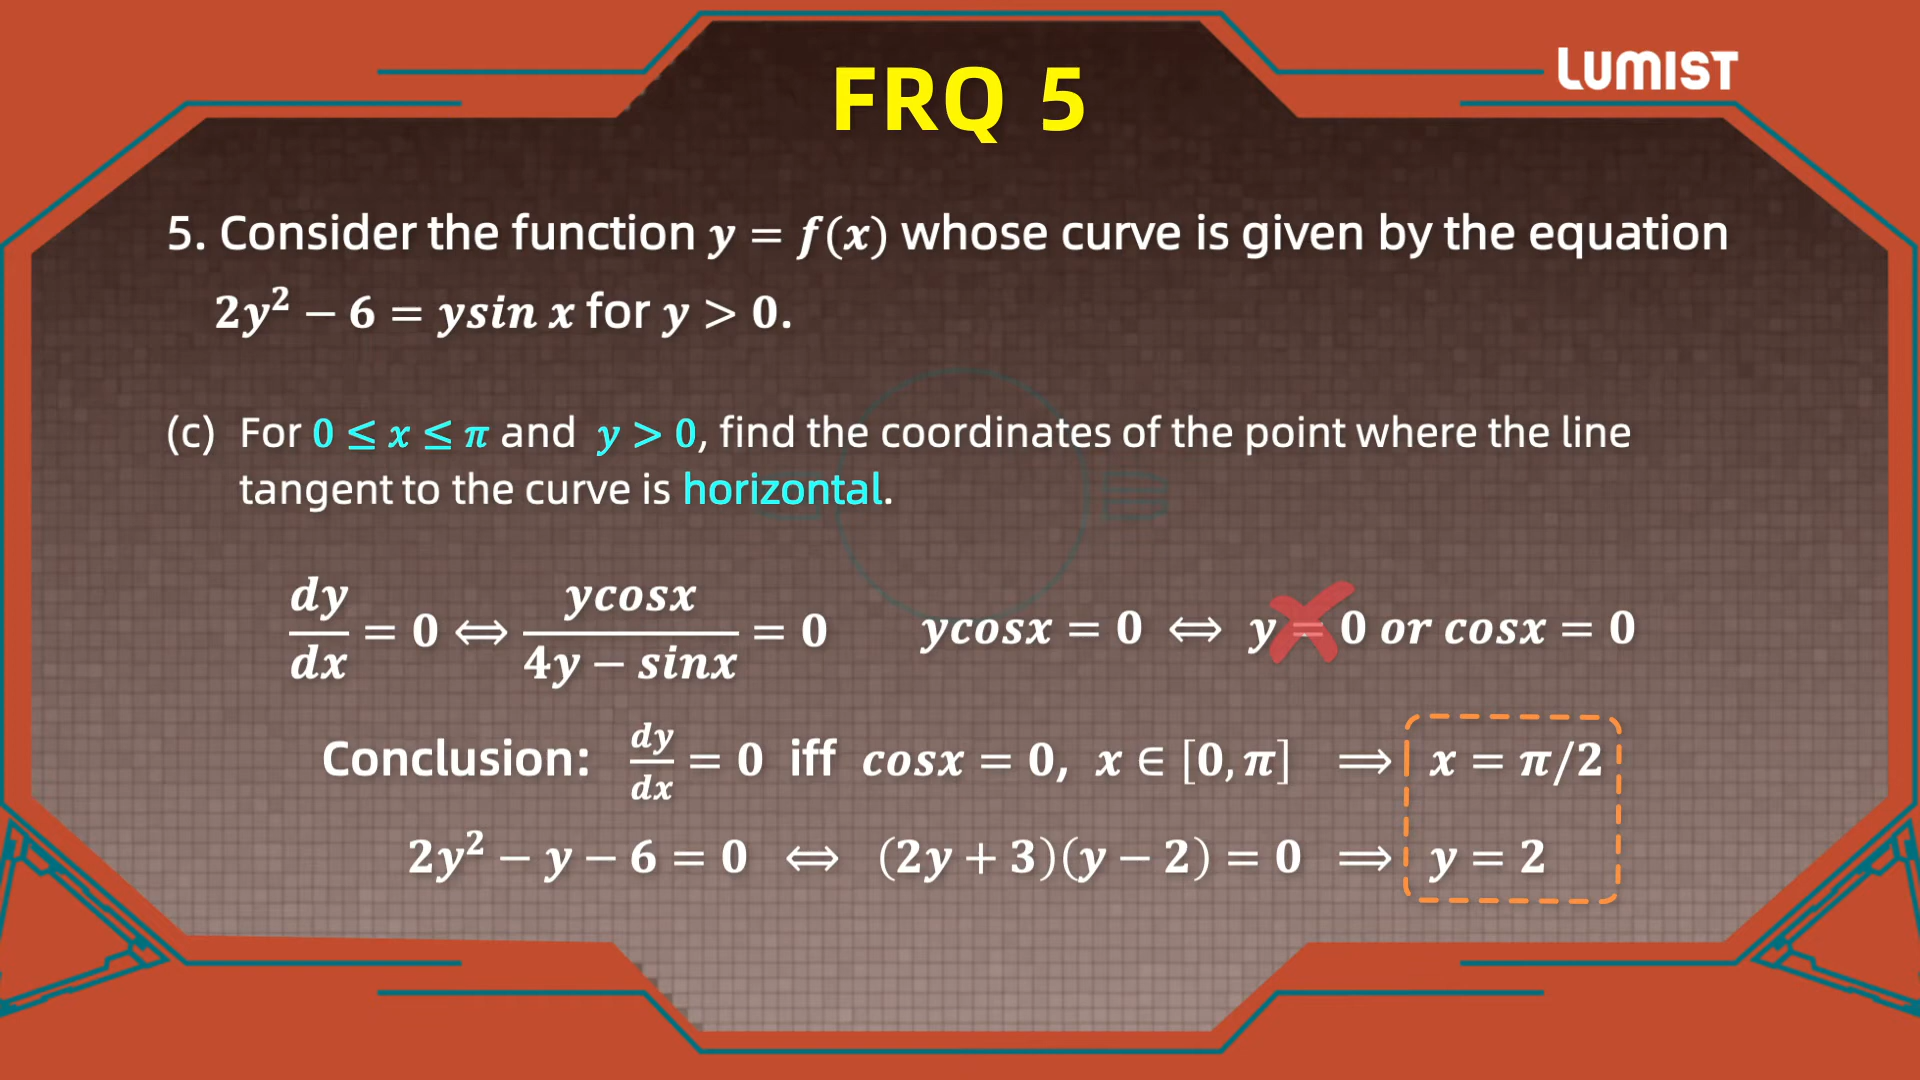 LUMIST
FRQ 5
5. Consider the function y = f(x) whose curve is given by the equation
2y² − 6 = ysin x for y > 0.
(c) For 0 ≤ x ≤ π and y > 0, find the coordinates of the point where the line
tangent to the curve is horizontal.
dy/dx = 0 ⟺ ycosx/(4y − sinx) = 0 ycosx = 0 ⟺ y = 0 or cosx = 0
Conclusion: dy/dx = 0 iff cosx = 0, x ∈ [0, π] ⟹ x = π/2
2y² − y − 6 = 0 ⟺ (2y + 3)(y − 2) = 0 ⟹ y = 2